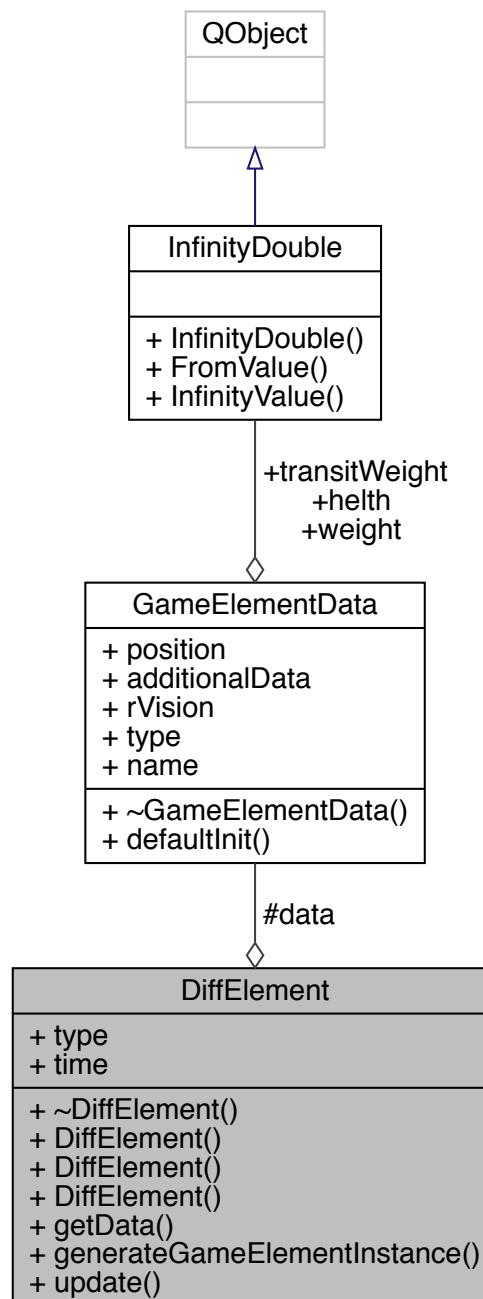 QObject
InfinityDouble
+ InfinityDouble()
+ FromValue()
+ InfinityValue()
+transitWeight
+helth
+weight
GameElementData
+ position
+ additionalData
+ rVision
+ type
+ name
+ ~GameElementData()
+ defaultInit()
#data
DiffElement
+ type
+ time
+ ~DiffElement()
+ DiffElement()
+ DiffElement()
+ DiffElement()
+ getData()
+ generateGameElementInstance()
+ update()